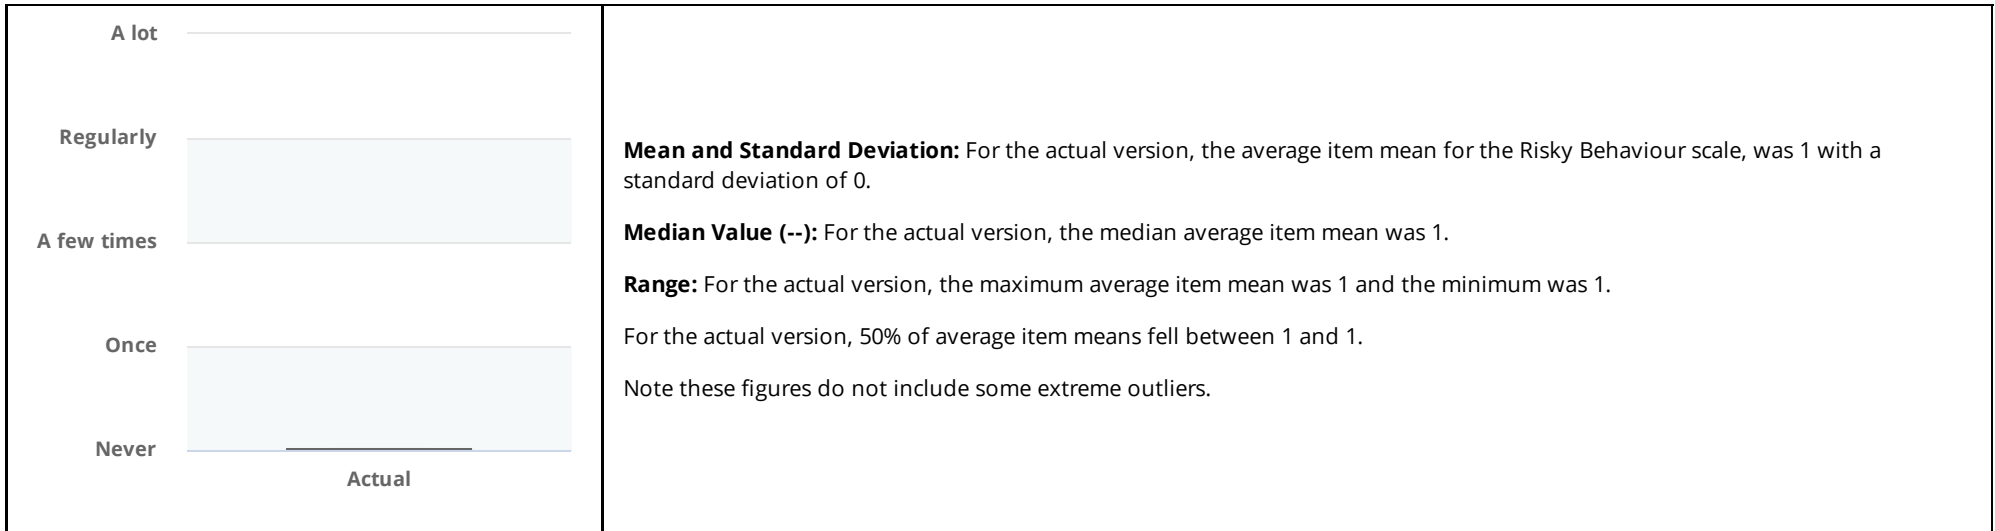 A lot
Regularly
A few times
Once
Never
Actual
Mean and Standard Deviation: For the actual version, the average item mean for the Risky Behaviour scale, was 1 with a
standard deviation of 0.
Median Value (--): For the actual version, the median average item mean was 1.
Range: For the actual version, the maximum average item mean was 1 and the minimum was 1.
For the actual version, 50% of average item means fell between 1 and 1.
Note these figures do not include some extreme outliers.